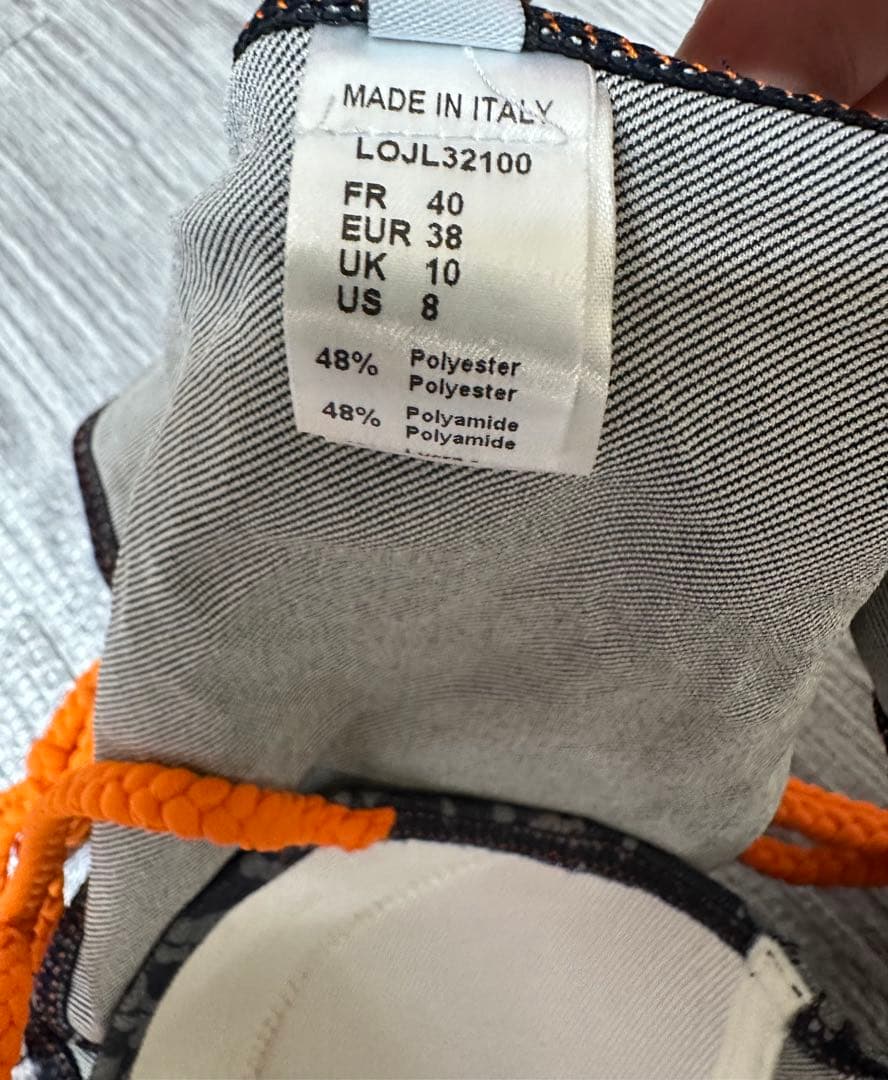 MADE IN ITALY
LOJL32100
FR 40
EUR 38
UK 10
US 8
48% Polyester
Polyester
48% Polyamide
Polyamide